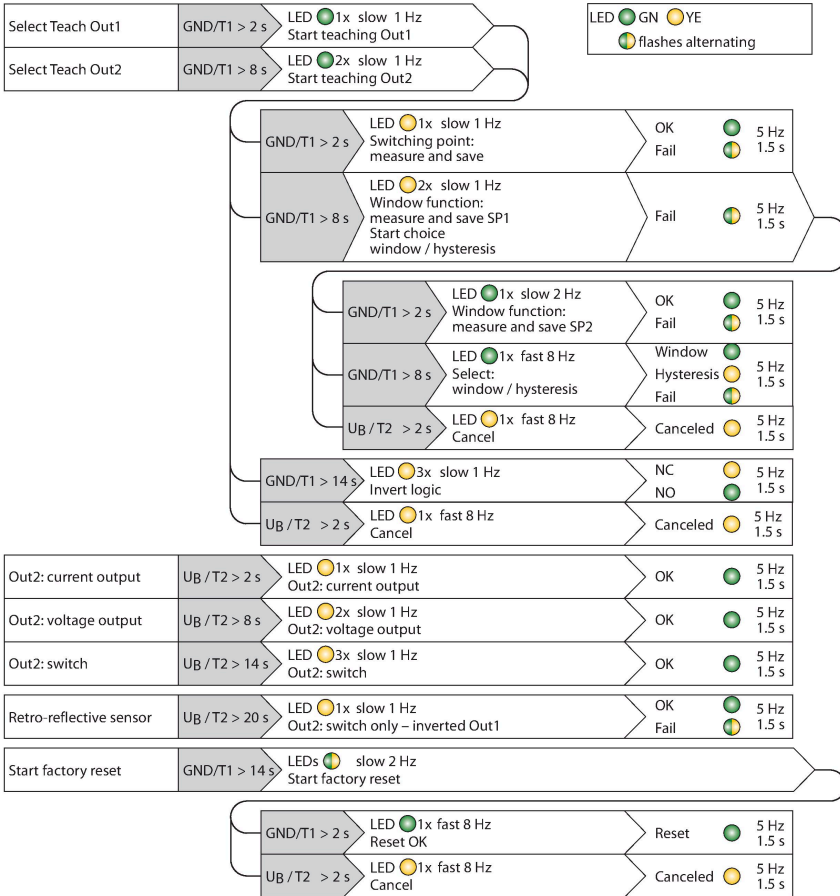 LED GN YE
flashes alternating
Select Teach Out1
GND/T1 > 2 s
LED 1x slow 1 Hz
Start teaching Out1
Select Teach Out2
GND/T1 > 8 s
LED 2x slow 1 Hz
Start teaching Out2
GND/T1 > 2 s
LED 1x slow 1 Hz
Switching point:
measure and save
OK
Fail
5 Hz
1.5 s
GND/T1 > 8 s
LED 2x slow 1 Hz
Window function:
measure and save SP1
Start choice
window / hysteresis
Fail
5 Hz
1.5 s
GND/T1 > 2 s
LED 1x slow 2 Hz
Window function:
measure and save SP2
OK
Fail
5 Hz
1.5 s
GND/T1 > 8 s
LED 1x fast 8 Hz
Select:
window / hysteresis
Window
Hysteresis
Fail
5 Hz
1.5 s
UB / T2 > 2 s
LED 1x fast 8 Hz
Cancel
Canceled
5 Hz
1.5 s
GND/T1 > 14 s
LED 3x slow 1 Hz
Invert logic
NC
NO
5 Hz
1.5 s
UB / T2 > 2 s
LED 1x fast 8 Hz
Cancel
Canceled
5 Hz
1.5 s
Out2: current output
UB / T2 > 2 s
LED 1x slow 1 Hz
Out2: current output
OK
5 Hz
1.5 s
Out2: voltage output
UB / T2 > 8 s
LED 2x slow 1 Hz
Out2: voltage output
OK
5 Hz
1.5 s
Out2: switch
UB / T2 > 14 s
LED 3x slow 1 Hz
Out2: switch
OK
5 Hz
1.5 s
Retro-reflective sensor
UB / T2 > 20 s
LED 1x slow 1 Hz
Out2: switch only – inverted Out1
OK
Fail
5 Hz
1.5 s
Start factory reset
GND/T1 > 14 s
LEDs slow 2 Hz
Start factory reset
GND/T1 > 2 s
LED 1x fast 8 Hz
Reset OK
Reset
5 Hz
1.5 s
UB / T2 > 2 s
LED 1x fast 8 Hz
Cancel
Canceled
5 Hz
1.5 s